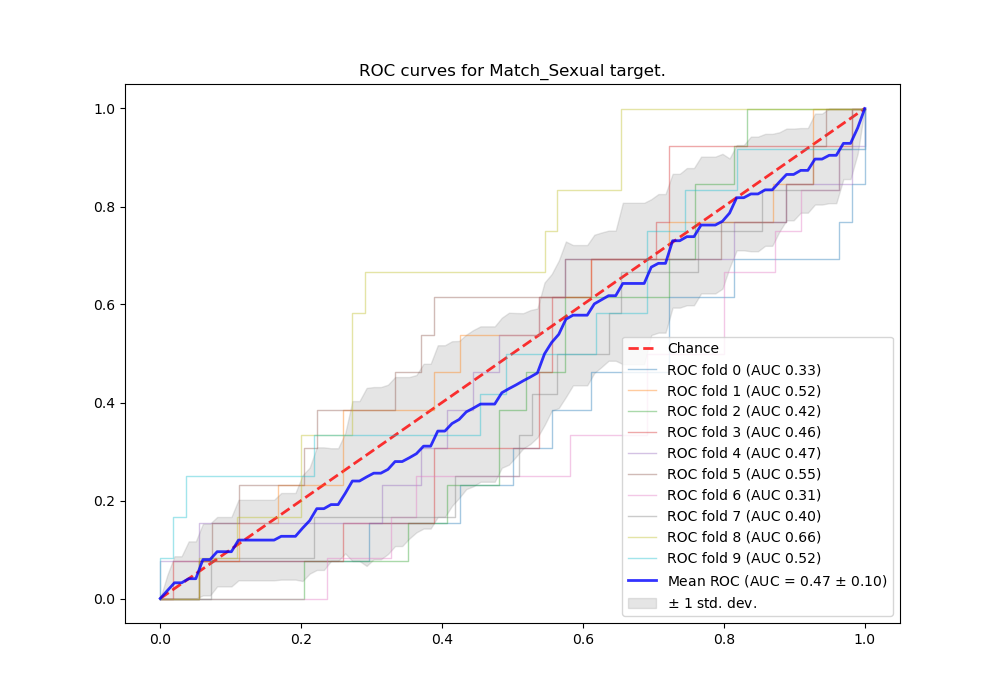 ROC curves for Match_Sexual target.
1.0
0.8
0.6
0.4
0.2
0.0
Chance
ROC fold 0 (AUC 0.33)
ROC fold 1 (AUC 0.52)
ROC fold 2 (AUC 0.42)
ROC fold 3 (AUC 0.46)
ROC fold 4 (AUC 0.47)
ROC fold 5 (AUC 0.55)
ROC fold 6 (AUC 0.31)
ROC fold 7 (AUC 0.40)
ROC fold 8 (AUC 0.66)
ROC fold 9 (AUC 0.52)
Mean ROC (AUC = 0.47 ± 0.10)
± 1 std. dev.
0.0 0.2 0.4 0.6 0.8 1.0